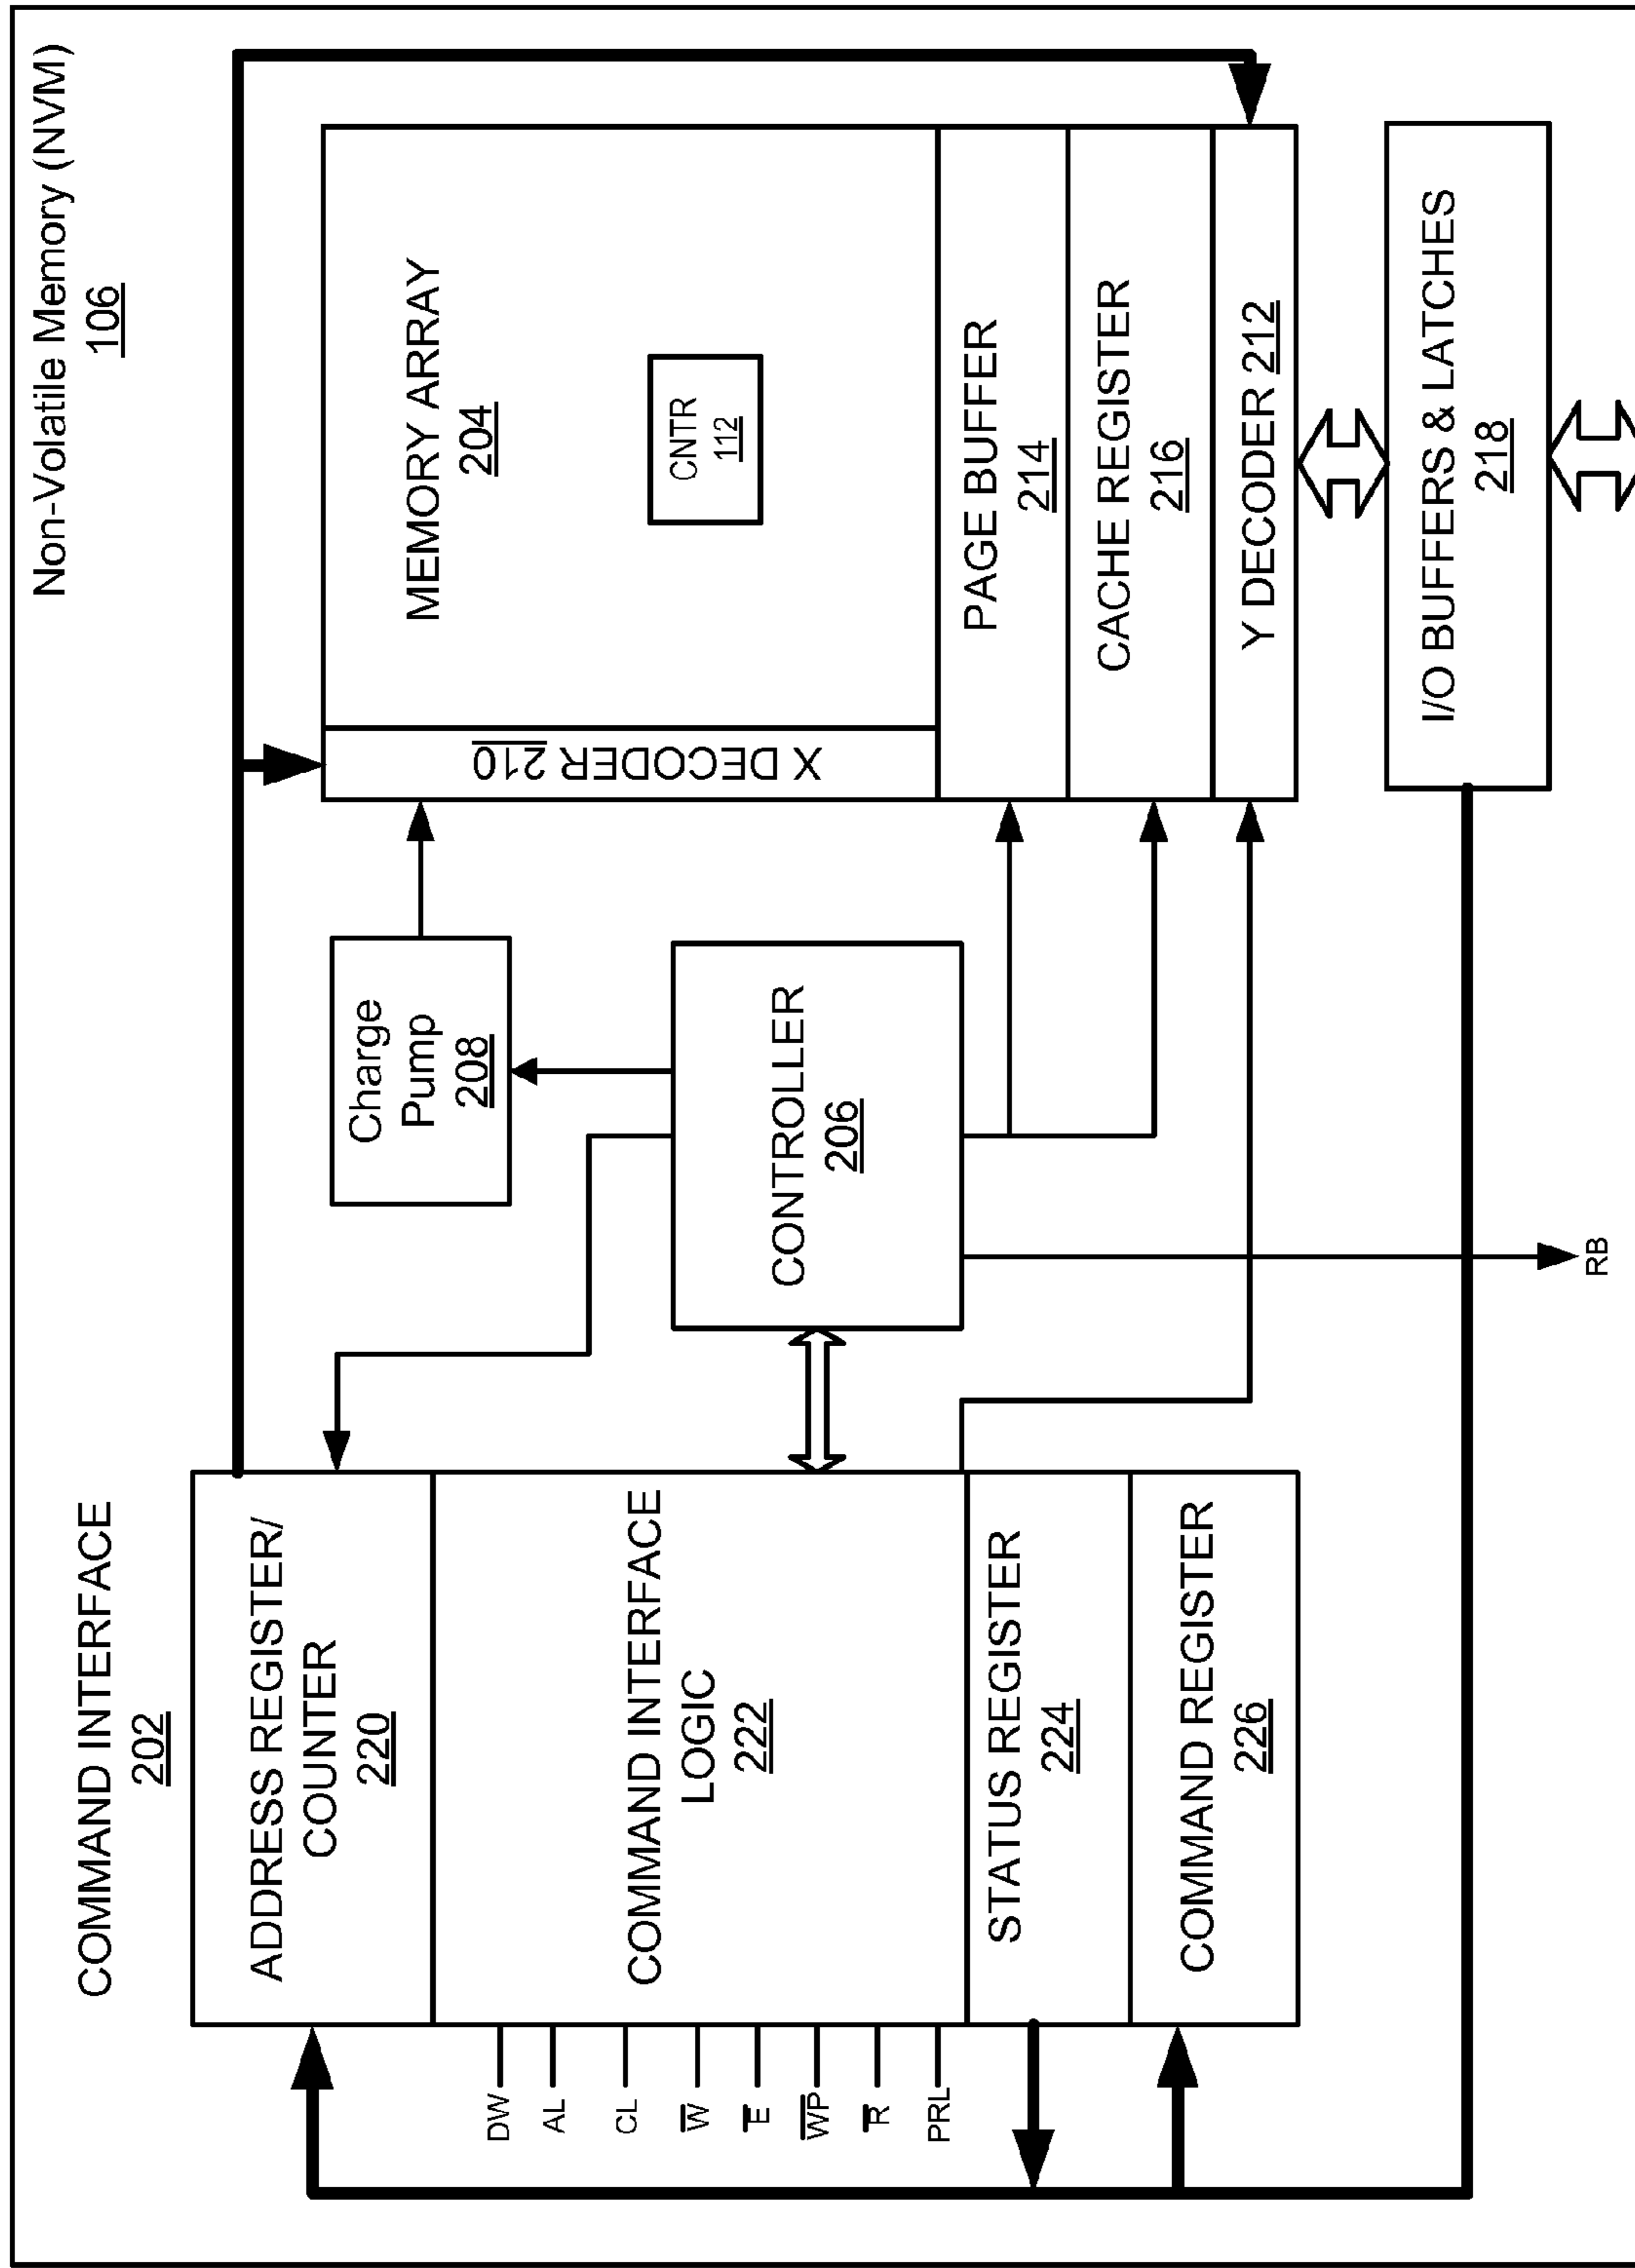 Non-Volatile Memory (NVM)
106
COMMAND INTERFACE
202
ADDRESS REGISTER/
COUNTER
220
COMMAND INTERFACE
LOGIC
222
STATUS REGISTER
224
COMMAND REGISTER
226
DW
AL
CL
W̅
E̅
W̅P̅
R̅
PRL
Charge
Pump
208
CONTROLLER
206
RB
X DECODER 210
MEMORY ARRAY
204
CNTR
112
PAGE BUFFER
214
CACHE REGISTER
216
Y DECODER 212
I/O BUFFERS & LATCHES
218